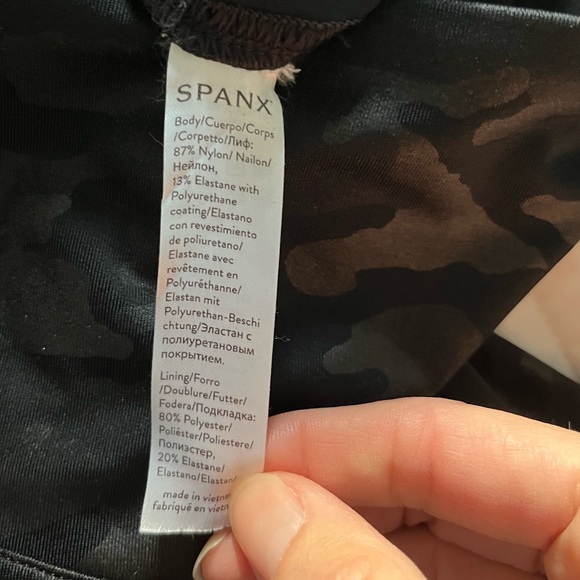 SPANX
Body/Cuerpo/Corps
/Corpetto/Лиф:
87% Nylon/ Nailon/
Нейлон,
13% Elastane with
Polyurethane
coating/Elastano
con revestimiento
de poliuretano/
Elastane avec
revêtement en
Polyuréthanne/
Elastan mit
Polyurethan-Beschi
chtung/Эластан с
полиуретановым
покрытием.
Lining/Forro
/Doublure/Futter/
Fodera/Подкладка:
80% Polyester/
Poliéster/Poliestere/
Полиэстер,
20% Elastane/
Elastano/Elastan/
made in
fabriqué en